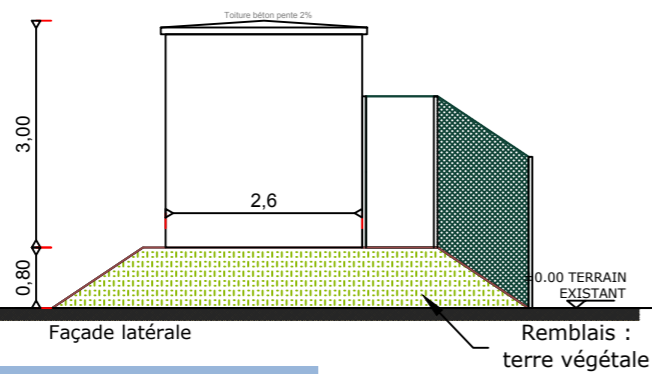 Toiture béton pente 2%
3,00
2,6
0,80
+0.00 TERRAIN
EXISTANT
Façade latérale
Remblais :
terre végétale